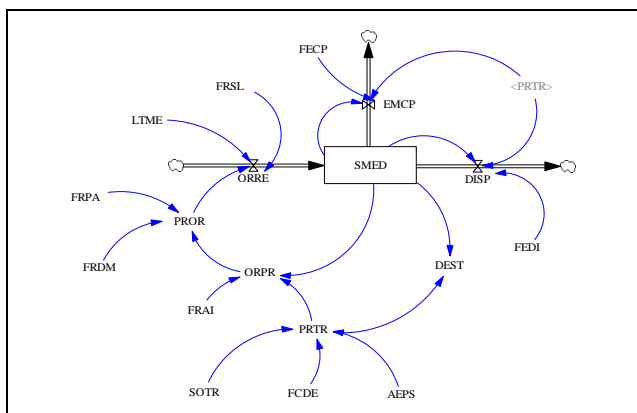 FECP
FRSL
<PRTR>
EMCP
LTME
SMED
ORRE
DISP
FRPA
PROR
FEDI
FRDM
ORPR
DEST
FRAI
PRTR
SOTR
FCDE
AEPS